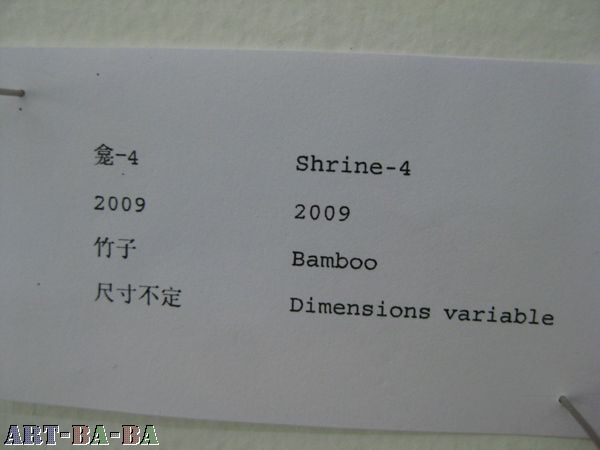 龛-4 Shrine-4
2009 2009
竹子 Bamboo
尺寸不定 Dimensions variable
ART-BA-BA